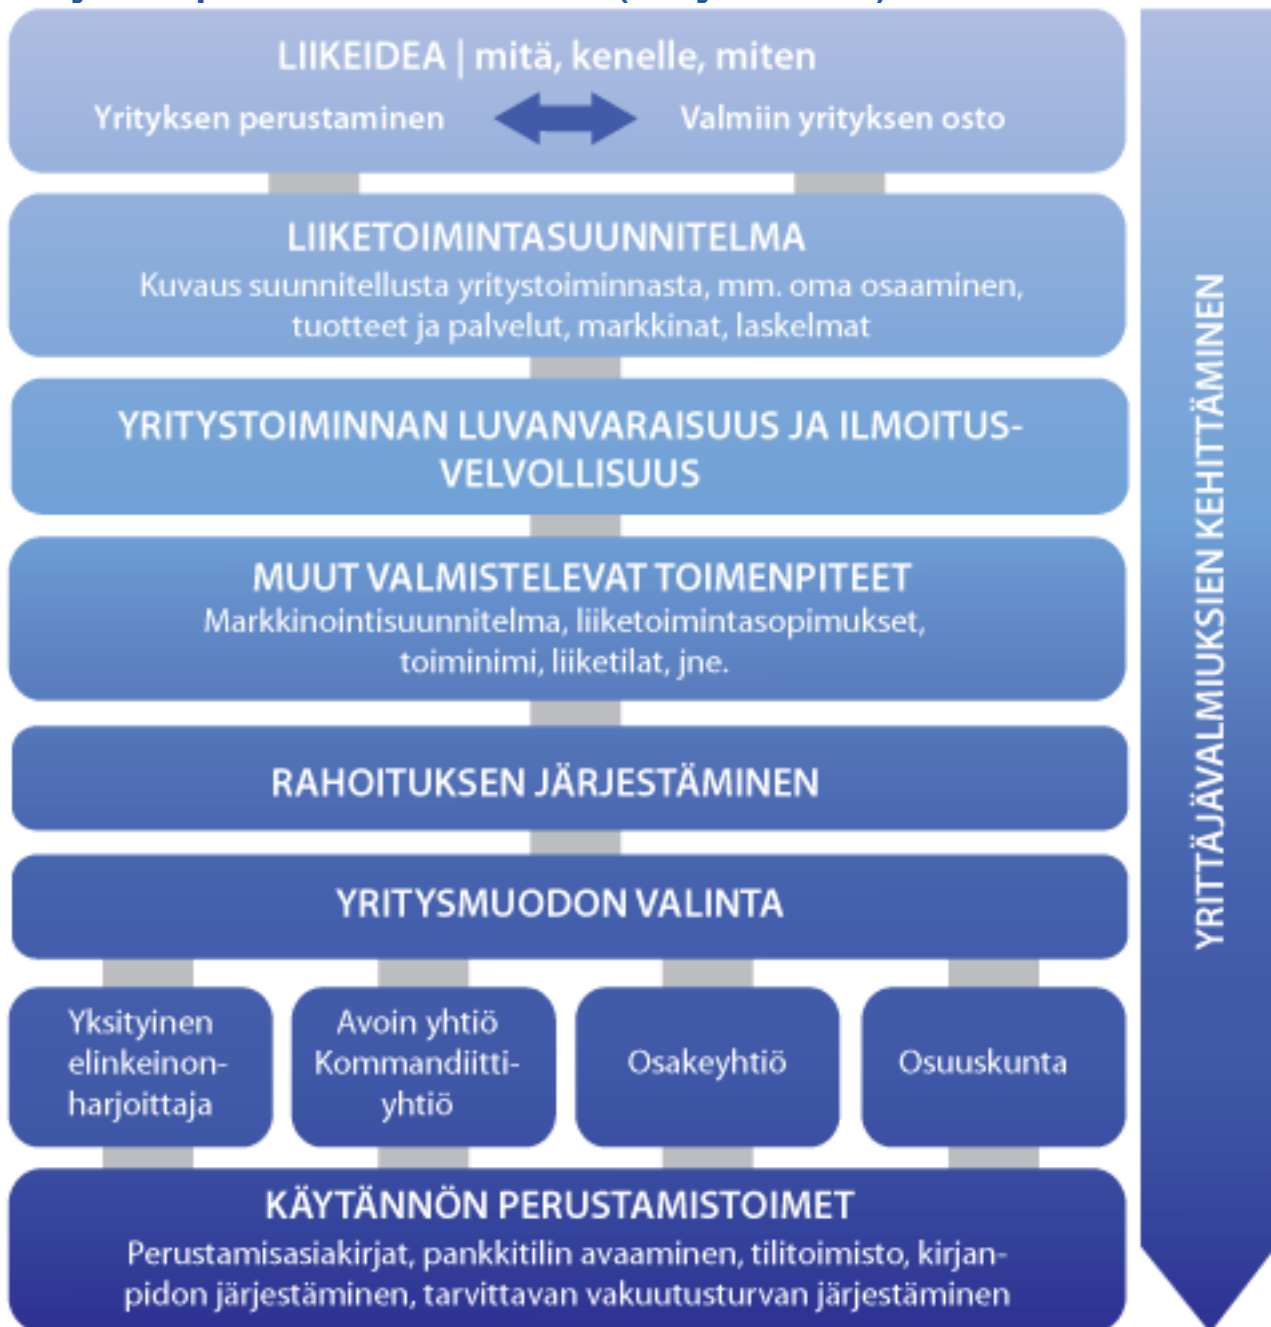 LIIKEIDEA | mitä, kenelle, miten
Yrityksen perustaminen
Valmiin yrityksen osto
LIIKETOIMINTASUUNNITELMA
Kuvaus suunnitellusta yritystoiminnasta, mm. oma osaaminen,
tuotteet ja palvelut, markkinat, laskelmat
YRITYSTOIMINNAN LUVANVARAISUUS JA ILMOITUS-
VELVOLLISUUS
MUUT VALMISTELEVAT TOIMENPITEET
Markkinointisuunnitelma, liiketoimintasopimukset,
toiminimi, liiketilat, jne.
RAHOITUKSEN JÄRJESTÄMINEN
YRITYSMUODON VALINTA
Yksityinen
elinkeinon-
harjoittaja
Avoin yhtiö
Kommandiitti-
yhtiö
Osakeyhtiö
Osuuskunta
KÄYTÄNNÖN PERUSTAMISTOIMET
Perustamisasiakirjat, pankkitilin avaaminen, tilitoimisto, kirjan-
pidon järjestäminen, tarvittavan vakuutusturvan järjestäminen
YRITTÄJÄVALMIUKSIEN KEHITTÄMINEN